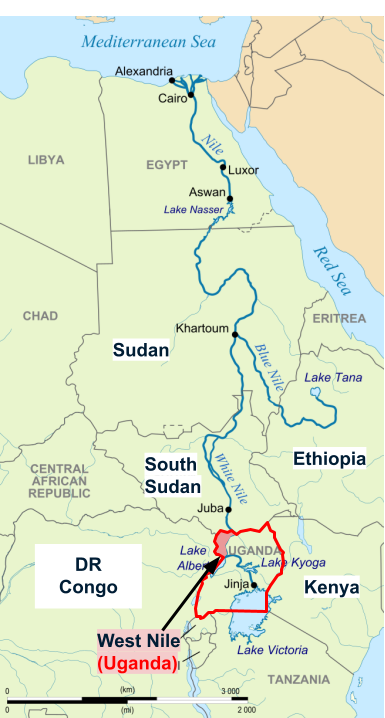 Mediterranean Sea
Alexandria
Cairo
Nile
LIBYA
EGYPT
Luxor
Aswan
Lake Nasser
Red Sea
CHAD
ERITREA
Khartoum
Sudan
Blue Nile
Lake Tana
Ethiopia
South
Sudan
CENTRAL
AFRICAN
REPUBLIC
White Nile
Juba
Lake
Alber
UGANDA
Lake Kyoga
DR
Congo
Jinja
Kenya
West Nile
(Uganda)
Lake Victoria
TANZANIA
0 (km) 3 000
0 (mi) 2 000